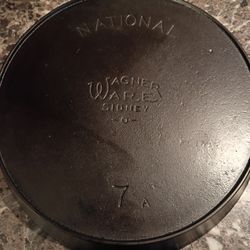 NATIONAL
WAGNER
WARE
SIDNEY
-O-
7 A